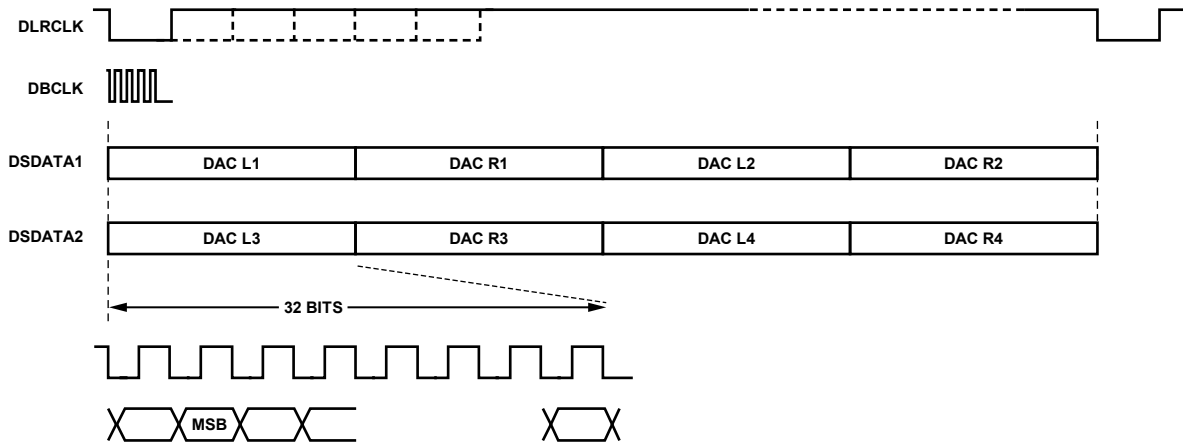 DLRCLK
DBCLK
DSDATA1 DAC L1 DAC R1 DAC L2 DAC R2
DSDATA2 DAC L3 DAC R3 DAC L4 DAC R4
32 BITS
MSB